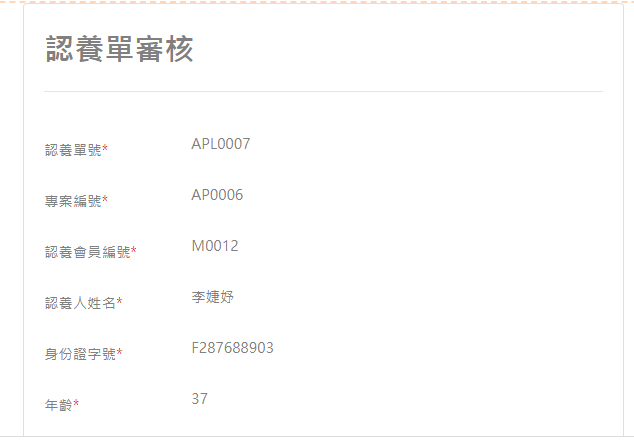 認養單審核
認養單號* APL0007
專案編號* AP0006
認養會員編號* M0012
認養人姓名* 李婕妤
身份證字號* F287688903
年齡* 37